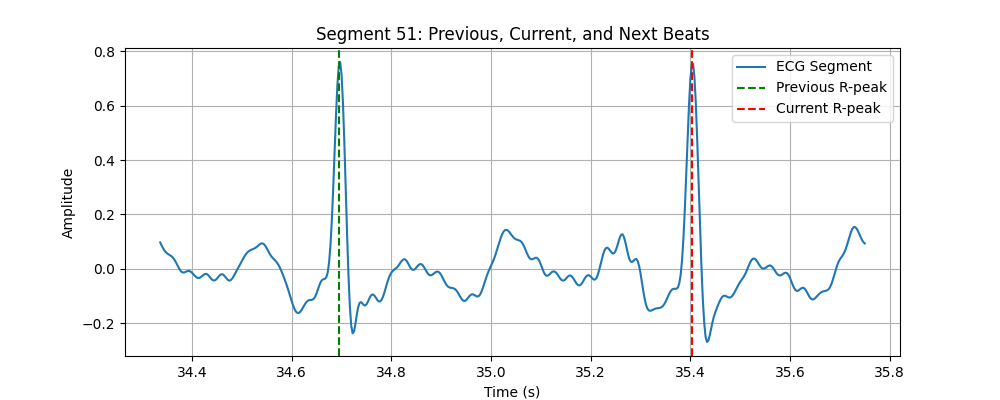 Segment 51: Previous, Current, and Next Beats
ECG Segment
Previous R-peak
Current R-peak
Amplitude
0.8
0.6
0.4
0.2
0.0
−0.2
34.4 34.6 34.8 35.0 35.2 35.4 35.6 35.8
Time (s)